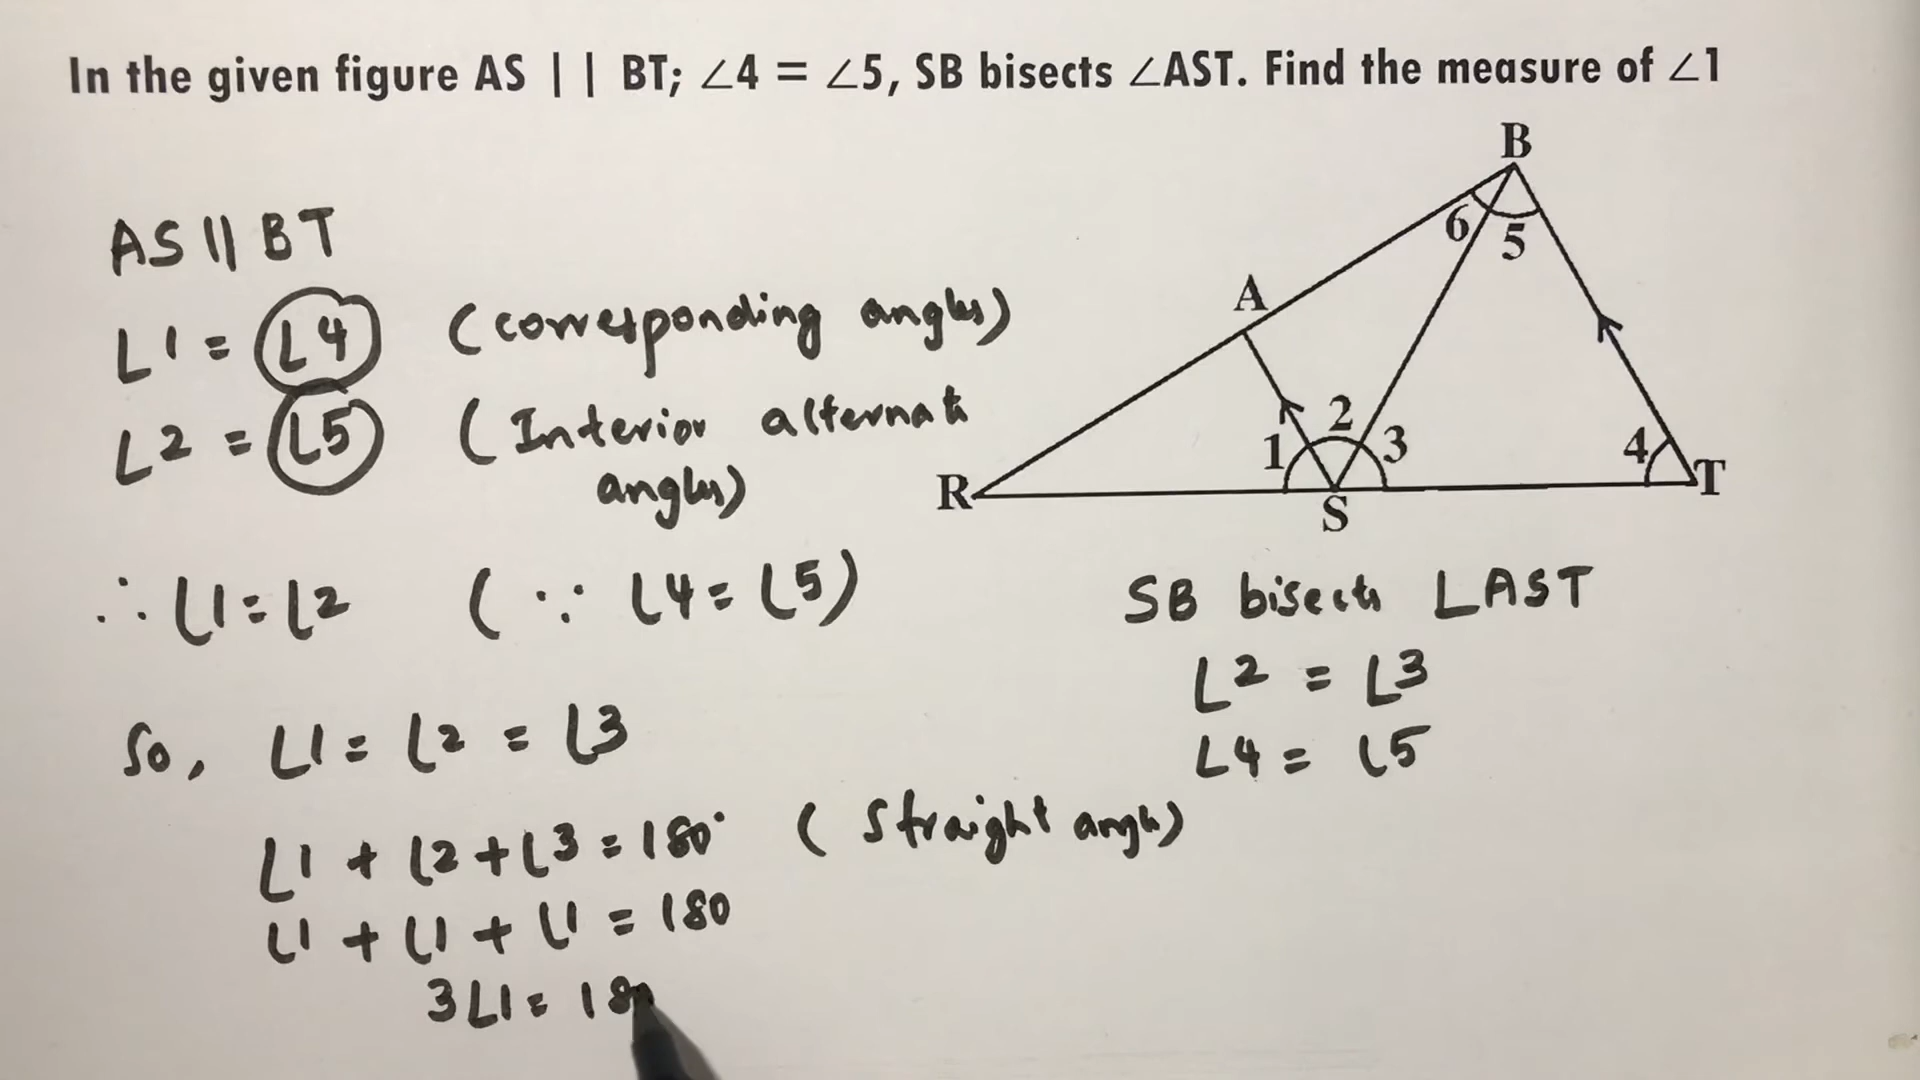 In the given figure AS || BT; ∠4 = ∠5, SB bisects ∠AST. Find the measure of ∠1
AS || BT
∠1 = ∠4 (corresponding angles)
∠2 = ∠5 (Interior alternate
angles)
∴ ∠1 = ∠2 (∵ ∠4 = ∠5)
So, ∠1 = ∠2 = ∠3
∠1 + ∠2 + ∠3 = 180° (straight angle)
∠1 + ∠1 + ∠1 = 180
3∠1 = 18
B
6
5
A
2
1
3
4
R
T
S
SB bisects ∠AST
∠2 = ∠3
∠4 = ∠5